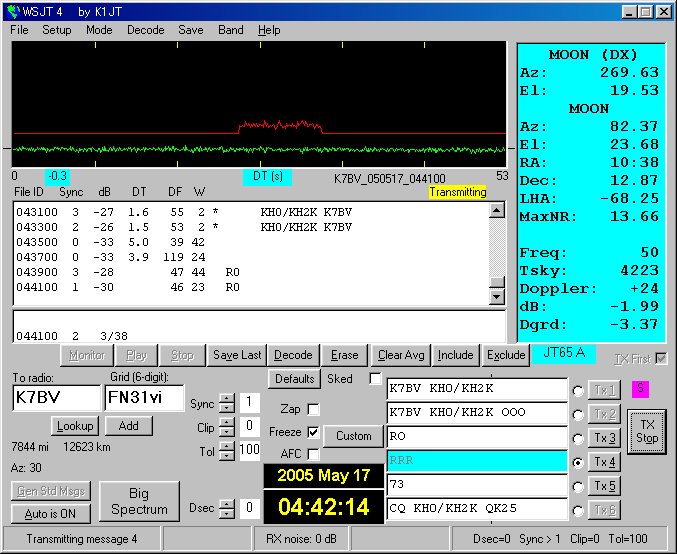 WSJT 4 by K1JT
File Setup Mode Decode Save Band Help
MOON (DX)
Az: 269.63
El: 19.53
MOON
Az: 82.37
El: 23.68
RA: 10:38
Dec: 12.87
LHA: -68.25
MaxNR: 13.66
Freq: 50
Tsky: 4223
Doppler: +24
dB: -1.99
Dgrd: -3.37
0 -0.3 DT (s) K7BV_050517_044100 53
File ID Sync dB DT DF W Transmitting
043100 3 -27 1.6 55 2 * KH0/KH2K K7BV
043300 2 -26 1.5 53 2 * KH0/KH2K K7BV
043500 0 -33 5.0 39 42
043700 0 -33 3.9 119 24
043900 3 -28 47 44 RO
044100 1 -30 46 23 RO
044100 2 3/38
Monitor Play Stop Save Last Decode Erase Clear Avg Include Exclude JT65 A TX First
To radio: Grid (6-digit):
K7BV FN31vi
Lookup Add
7844 mi 12623 km
Az: 30
Gen Std Msgs
Auto is ON
Big Spectrum
Sync 1
Clip 0
Tol 100
Dsec 0
Defaults Sked
Zap
Freeze
AFC
Custom
2005 May 17
04:42:14
K7BV KH0/KH2K Tx 1
K7BV KH0/KH2K OOO Tx 2
RO Tx 3
RRR Tx 4
73 Tx 5
CQ KH0/KH2K QK25 Tx 6
S
TX Stop
Transmitting message 4 RX noise: 0 dB Dsec=0 Sync > 1 Clip=0 Tol=100